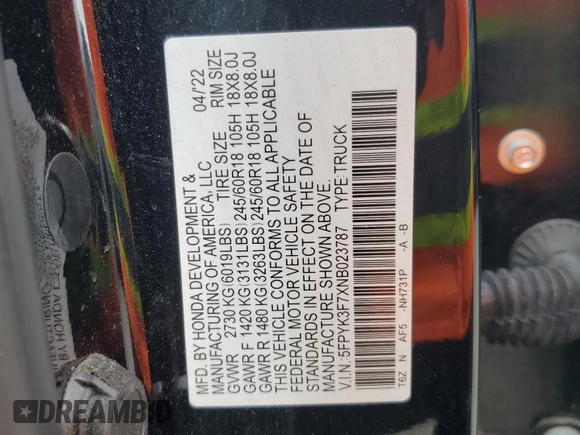 MFD. BY HONDA DEVELOPMENT &
MANUFACTURING OF AMERICA, LLC 04/'22
GVWR 2730 KG(6019LBS) TIRE SIZE RIM SIZE
GAWR F 1420 KG(3131LBS)245/60R18 105H 18X8.0J
GAWR R 1480 KG(3263LBS)245/60R18 105H 18X8.0J
THIS VEHICLE CONFORMS TO ALL APPLICABLE
FEDERAL MOTOR VEHICLE SAFETY
STANDARDS IN EFFECT ON THE DATE OF
MANUFACTURE SHOWN ABOVE.
V.I.N.: 5FPYK3F7XNB023787 TYPE:TRUCK
T6Z N AF5 -NH731P -A -B
BY HONDA
DREAMBID